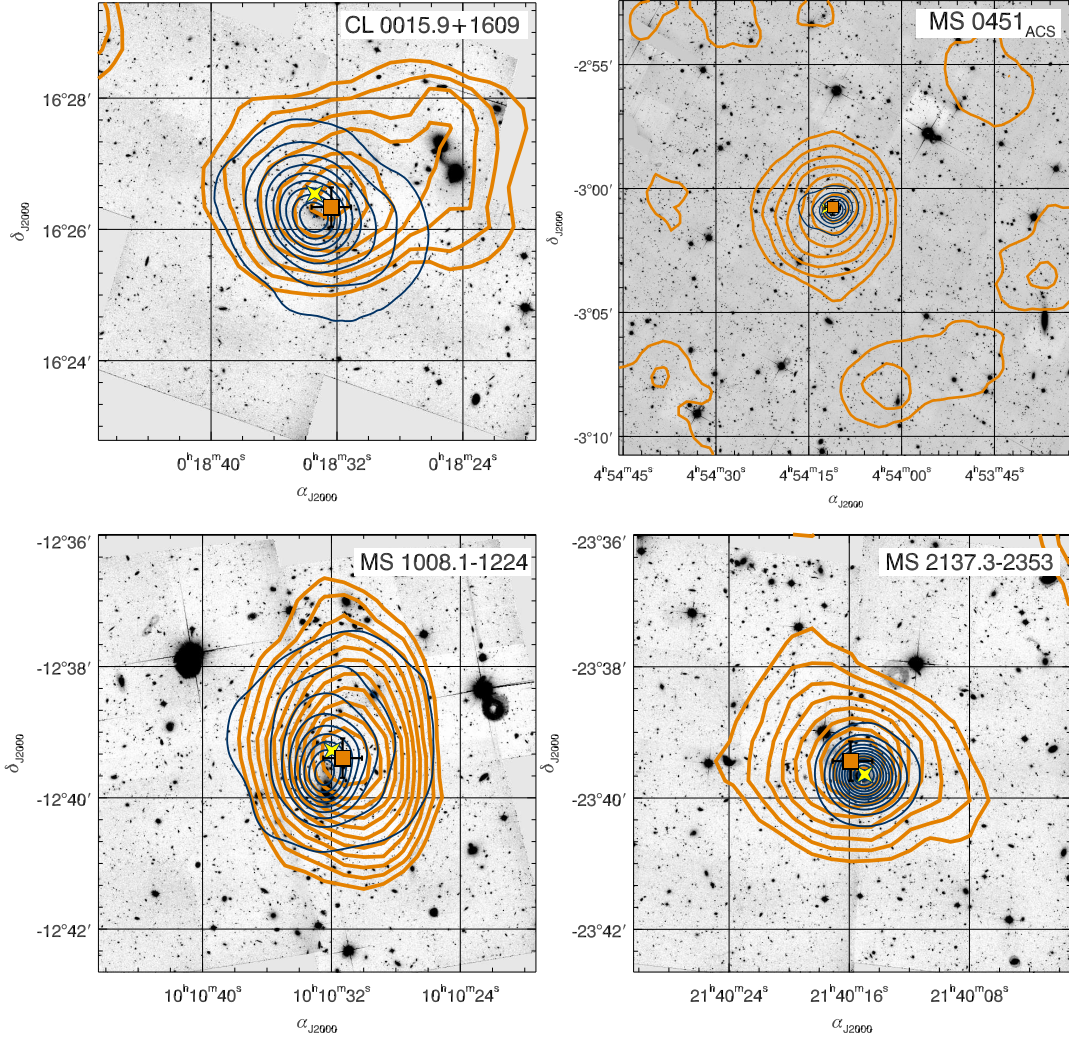 CL 0015.9+1609
16°28′
16°26′
16°24′
δJ2000
0h18m40s 0h18m32s 0h18m24s
αJ2000
MS 0451ACS
-2°55′
-3°00′
-3°05′
-3°10′
δJ2000
4h54m45s 4h54m30s 4h54m15s 4h54m00s 4h53m45s
αJ2000
MS 1008.1-1224
-12°36′
-12°38′
-12°40′
-12°42′
δJ2000
10h10m40s 10h10m32s 10h10m24s
αJ2000
MS 2137.3-2353
-23°36′
-23°38′
-23°40′
-23°42′
δJ2000
21h40m24s 21h40m16s 21h40m08s
αJ2000